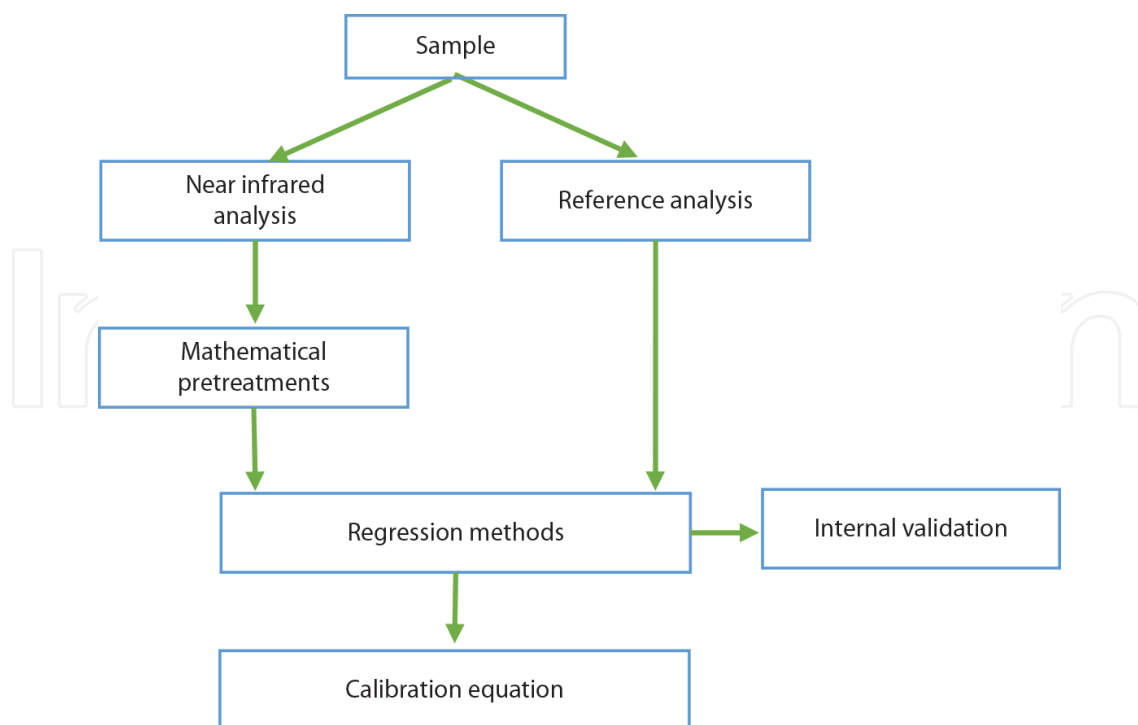 Sample
Near infrared
analysis
Reference analysis
Mathematical
pretreatments
Regression methods
Internal validation
Calibration equation